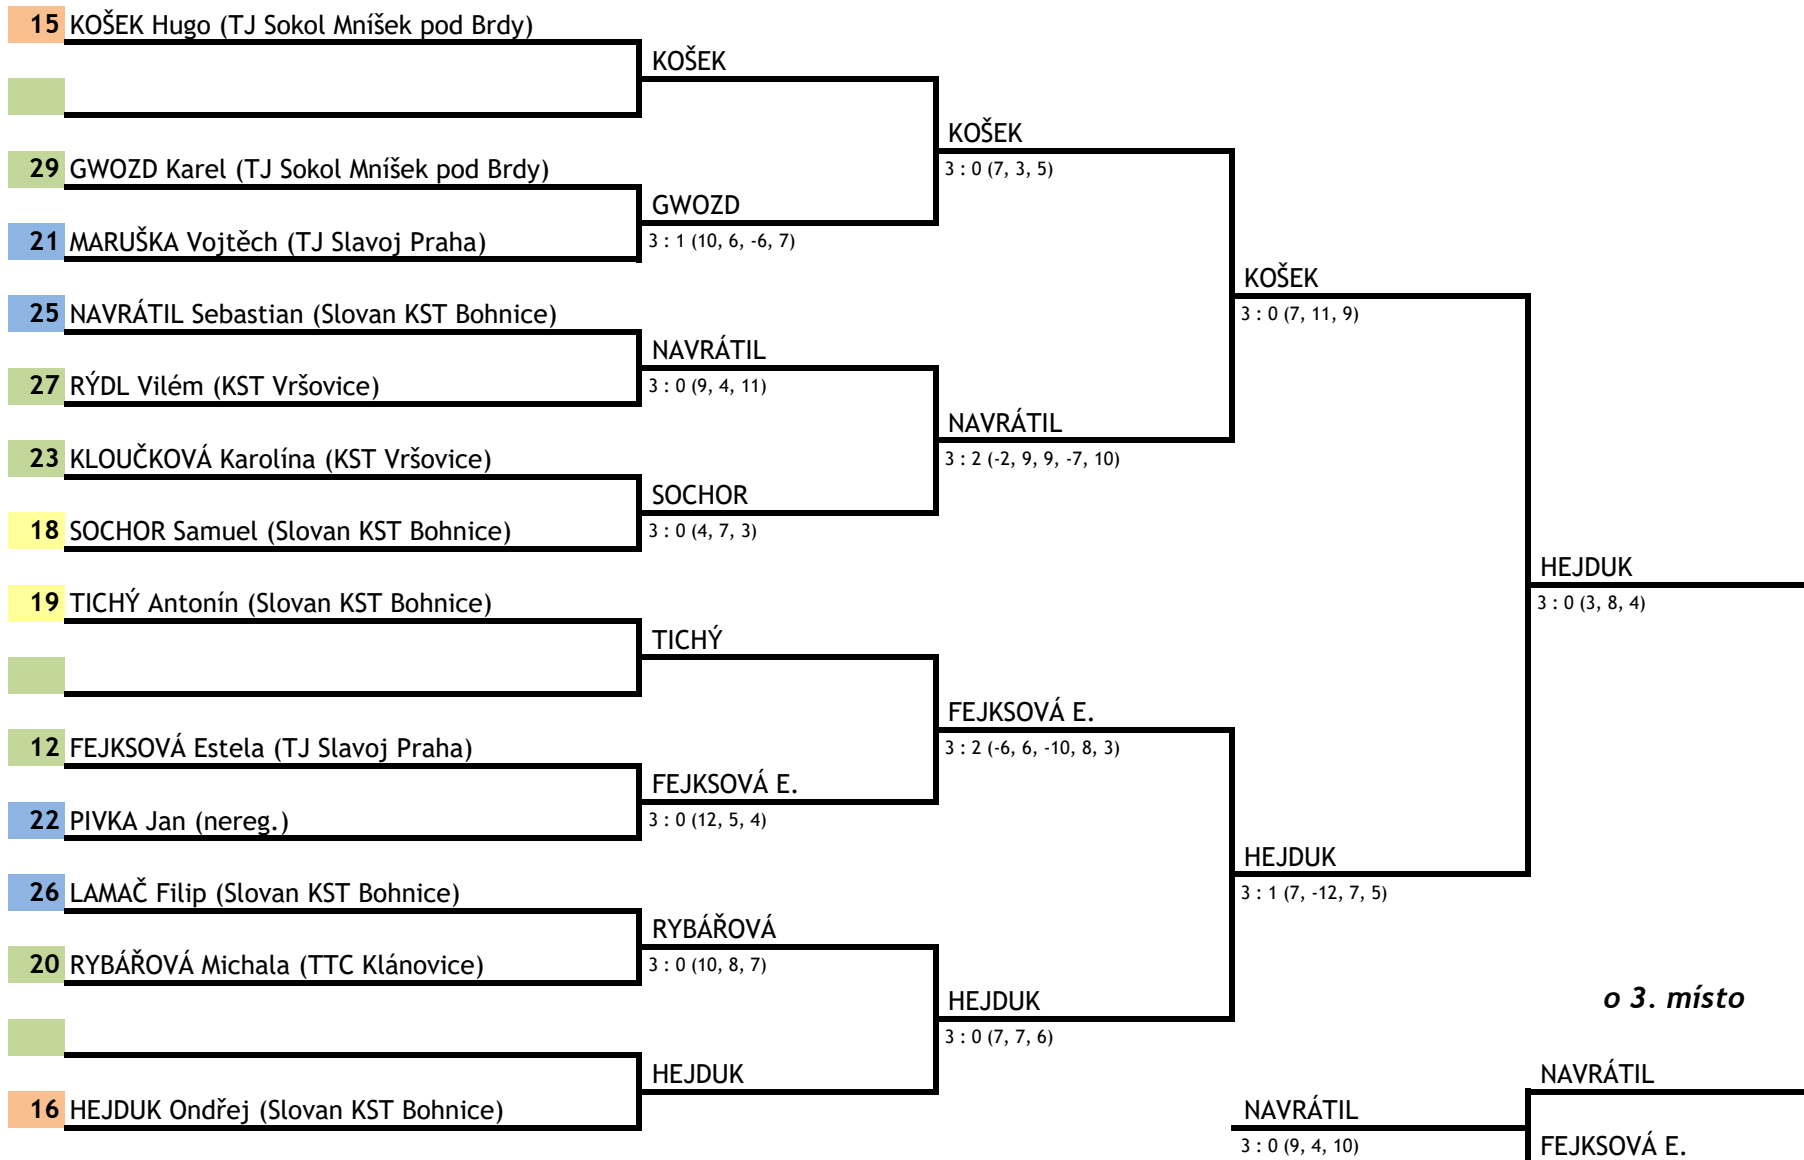 15 KOŠEK Hugo (TJ Sokol Mníšek pod Brdy)
KOŠEK
KOŠEK
3 : 0 (7, 3, 5)
29 GWOZD Karel (TJ Sokol Mníšek pod Brdy)
GWOZD
3 : 1 (10, 6, -6, 7)
21 MARUŠKA Vojtěch (TJ Slavoj Praha)
KOŠEK
3 : 0 (7, 11, 9)
25 NAVRÁTIL Sebastian (Slovan KST Bohnice)
NAVRÁTIL
3 : 0 (9, 4, 11)
27 RÝDL Vilém (KST Vršovice)
NAVRÁTIL
3 : 2 (-2, 9, 9, -7, 10)
23 KLOUČKOVÁ Karolína (KST Vršovice)
SOCHOR
3 : 0 (4, 7, 3)
18 SOCHOR Samuel (Slovan KST Bohnice)
HEJDUK
3 : 0 (3, 8, 4)
19 TICHÝ Antonín (Slovan KST Bohnice)
TICHÝ
FEJKSOVÁ E.
3 : 2 (-6, 6, -10, 8, 3)
12 FEJKSOVÁ Estela (TJ Slavoj Praha)
FEJKSOVÁ E.
3 : 0 (12, 5, 4)
22 PIVKA Jan (nereg.)
HEJDUK
3 : 1 (7, -12, 7, 5)
26 LAMAČ Filip (Slovan KST Bohnice)
RYBÁŘOVÁ
3 : 0 (10, 8, 7)
20 RYBÁŘOVÁ Michala (TTC Klánovice)
HEJDUK
3 : 0 (7, 7, 6)
o 3. místo
HEJDUK
16 HEJDUK Ondřej (Slovan KST Bohnice)
NAVRÁTIL
NAVRÁTIL
3 : 0 (9, 4, 10)
FEJKSOVÁ E.